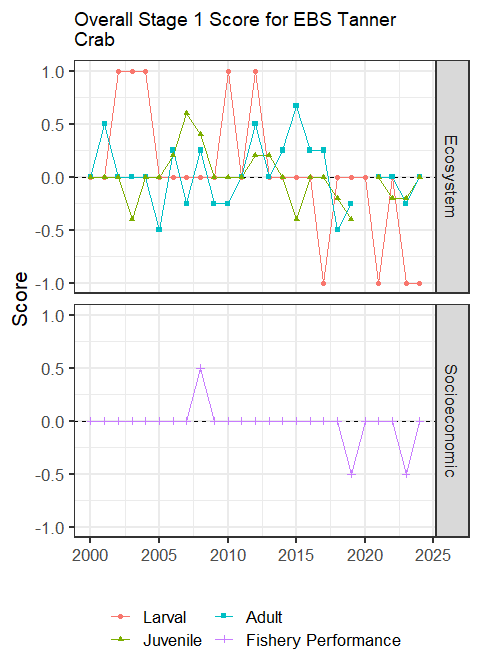 Overall Stage 1 Score for EBS Tanner
Crab
1.0
0.5
0.0
-0.5
-1.0
Ecosystem
Score
1.0
0.5
0.0
-0.5
-1.0
Socioeconomic
2000 2005 2010 2015 2020 2025
Larval Adult
Juvenile Fishery Performance